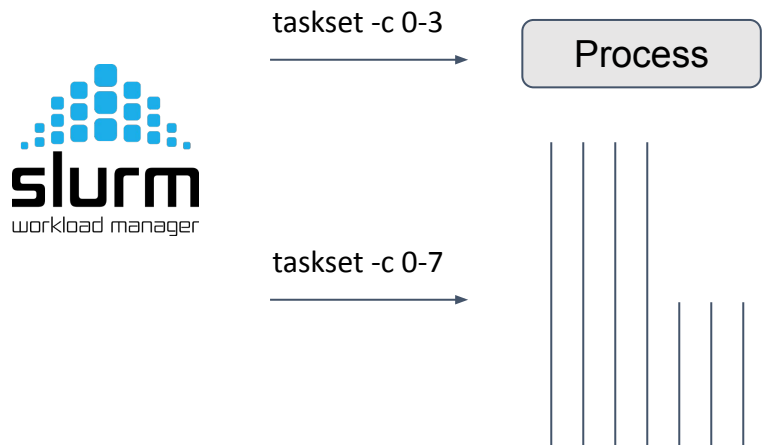 taskset -c 0-3
Process
slurm
workload manager
taskset -c 0-7